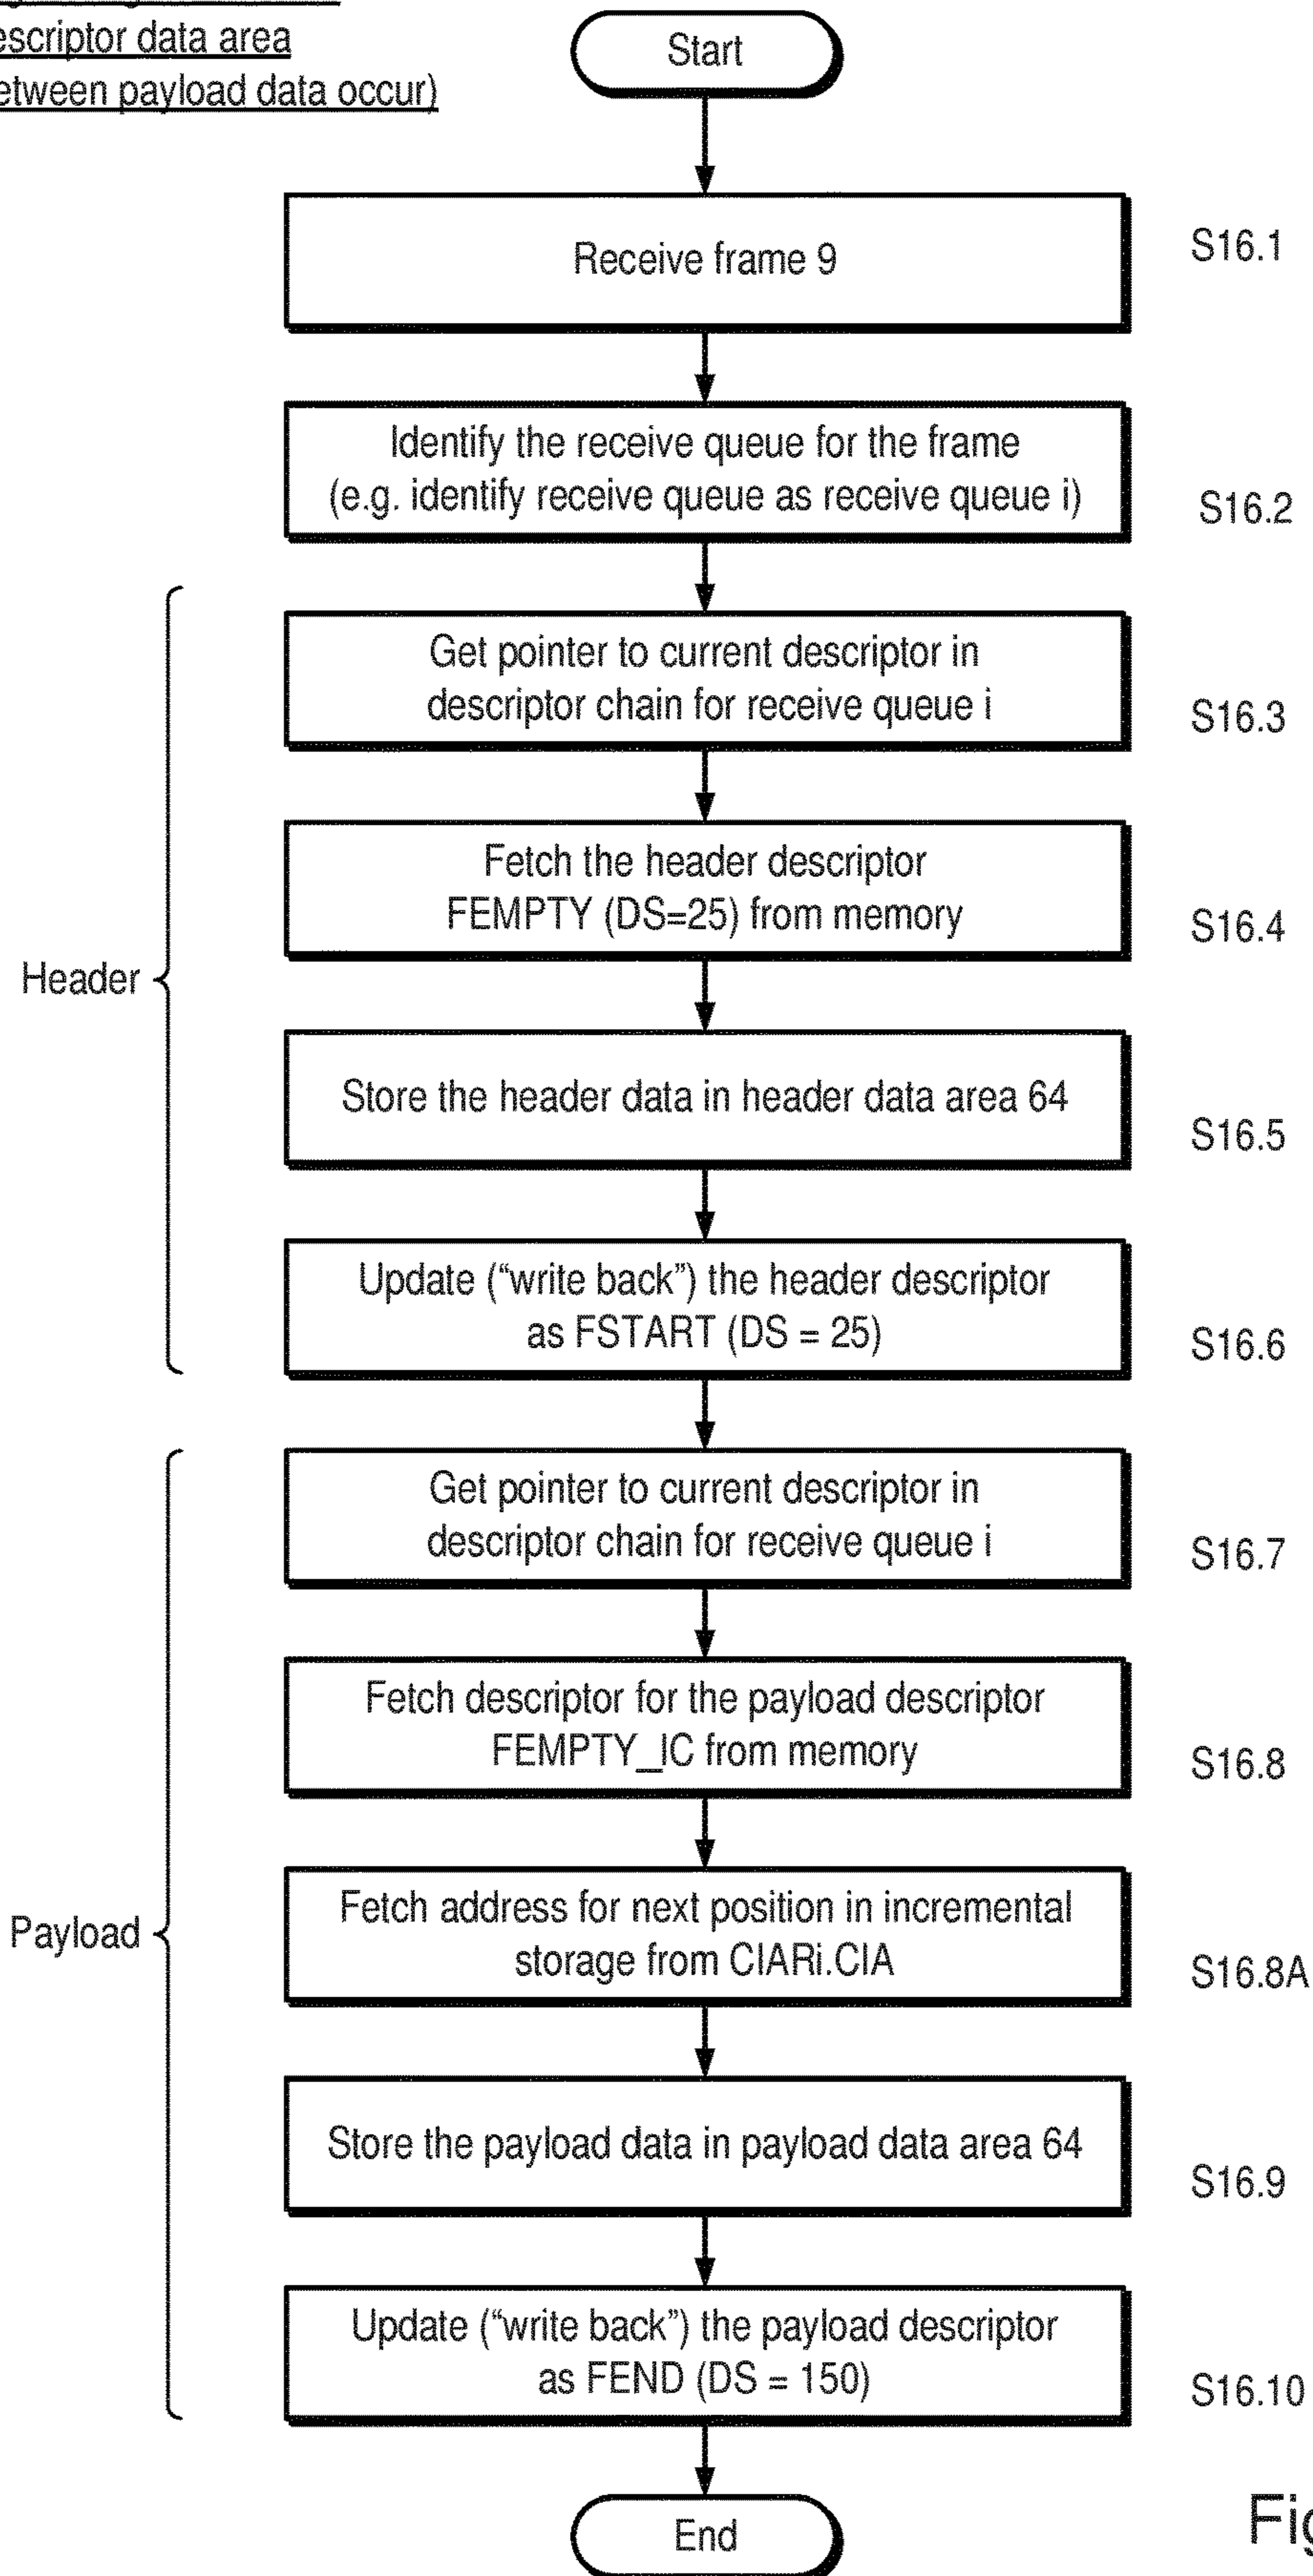 escriptor data area
etween payload data occur)
Start
Receive frame 9
S16.1
Identify the receive queue for the frame
(e.g. identify receive queue as receive queue i)
S16.2
Get pointer to current descriptor in
descriptor chain for receive queue i
S16.3
Fetch the header descriptor
FEMPTY (DS=25) from memory
S16.4
Header
Store the header data in header data area 64
S16.5
Update (“write back”) the header descriptor
as FSTART (DS = 25)
S16.6
Get pointer to current descriptor in
descriptor chain for receive queue i
S16.7
Fetch descriptor for the payload descriptor
FEMPTY_IC from memory
S16.8
Payload
Fetch address for next position in incremental
storage from CIARi.CIA
S16.8A
Store the payload data in payload data area 64
S16.9
Update (“write back”) the payload descriptor
as FEND (DS = 150)
S16.10
End
Fig